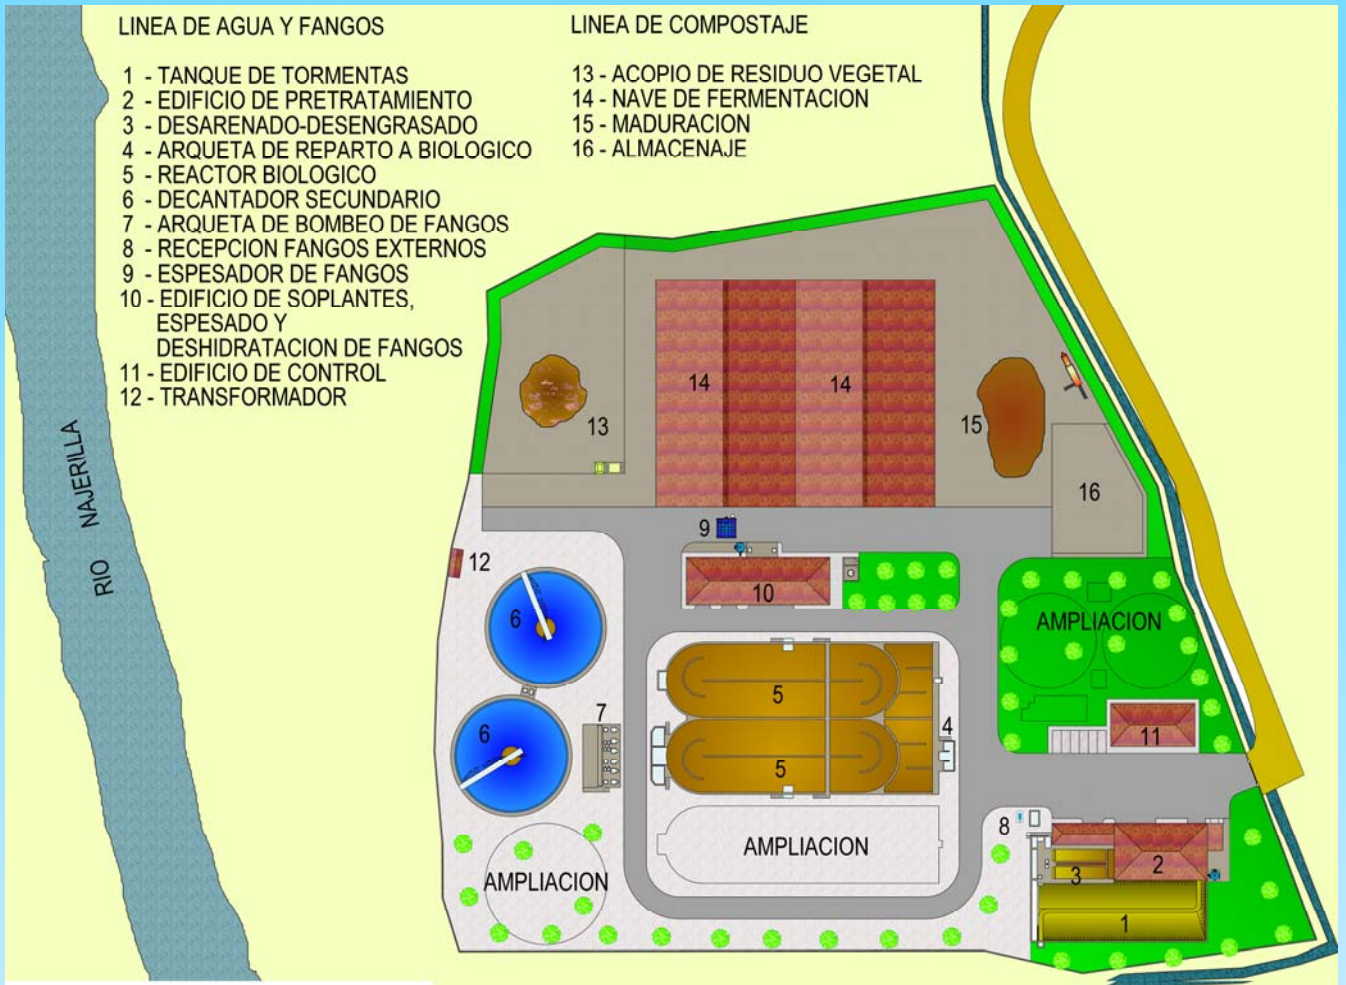 LINEA DE AGUA Y FANGOS
1 - TANQUE DE TORMENTAS
2 - EDIFICIO DE PRETRATAMIENTO
3 - DESARENADO-DESENGRASADO
4 - ARQUETA DE REPARTO A BIOLOGICO
5 - REACTOR BIOLOGICO
6 - DECANTADOR SECUNDARIO
7 - ARQUETA DE BOMBEO DE FANGOS
8 - RECEPCION FANGOS EXTERNOS
9 - ESPESADOR DE FANGOS
10 - EDIFICIO DE SOPLANTES,
ESPESADO Y
DESHIDRATACION DE FANGOS
11 - EDIFICIO DE CONTROL
12 - TRANSFORMADOR
LINEA DE COMPOSTAJE
13 - ACOPIO DE RESIDUO VEGETAL
14 - NAVE DE FERMENTACION
15 - MADURACION
16 - ALMACENAJE
RIO NAJERILLA
14
14
13
15
16
9
12
10
6
AMPLIACION
5
7
6
4
11
5
8
AMPLIACION
2
3
AMPLIACION
1